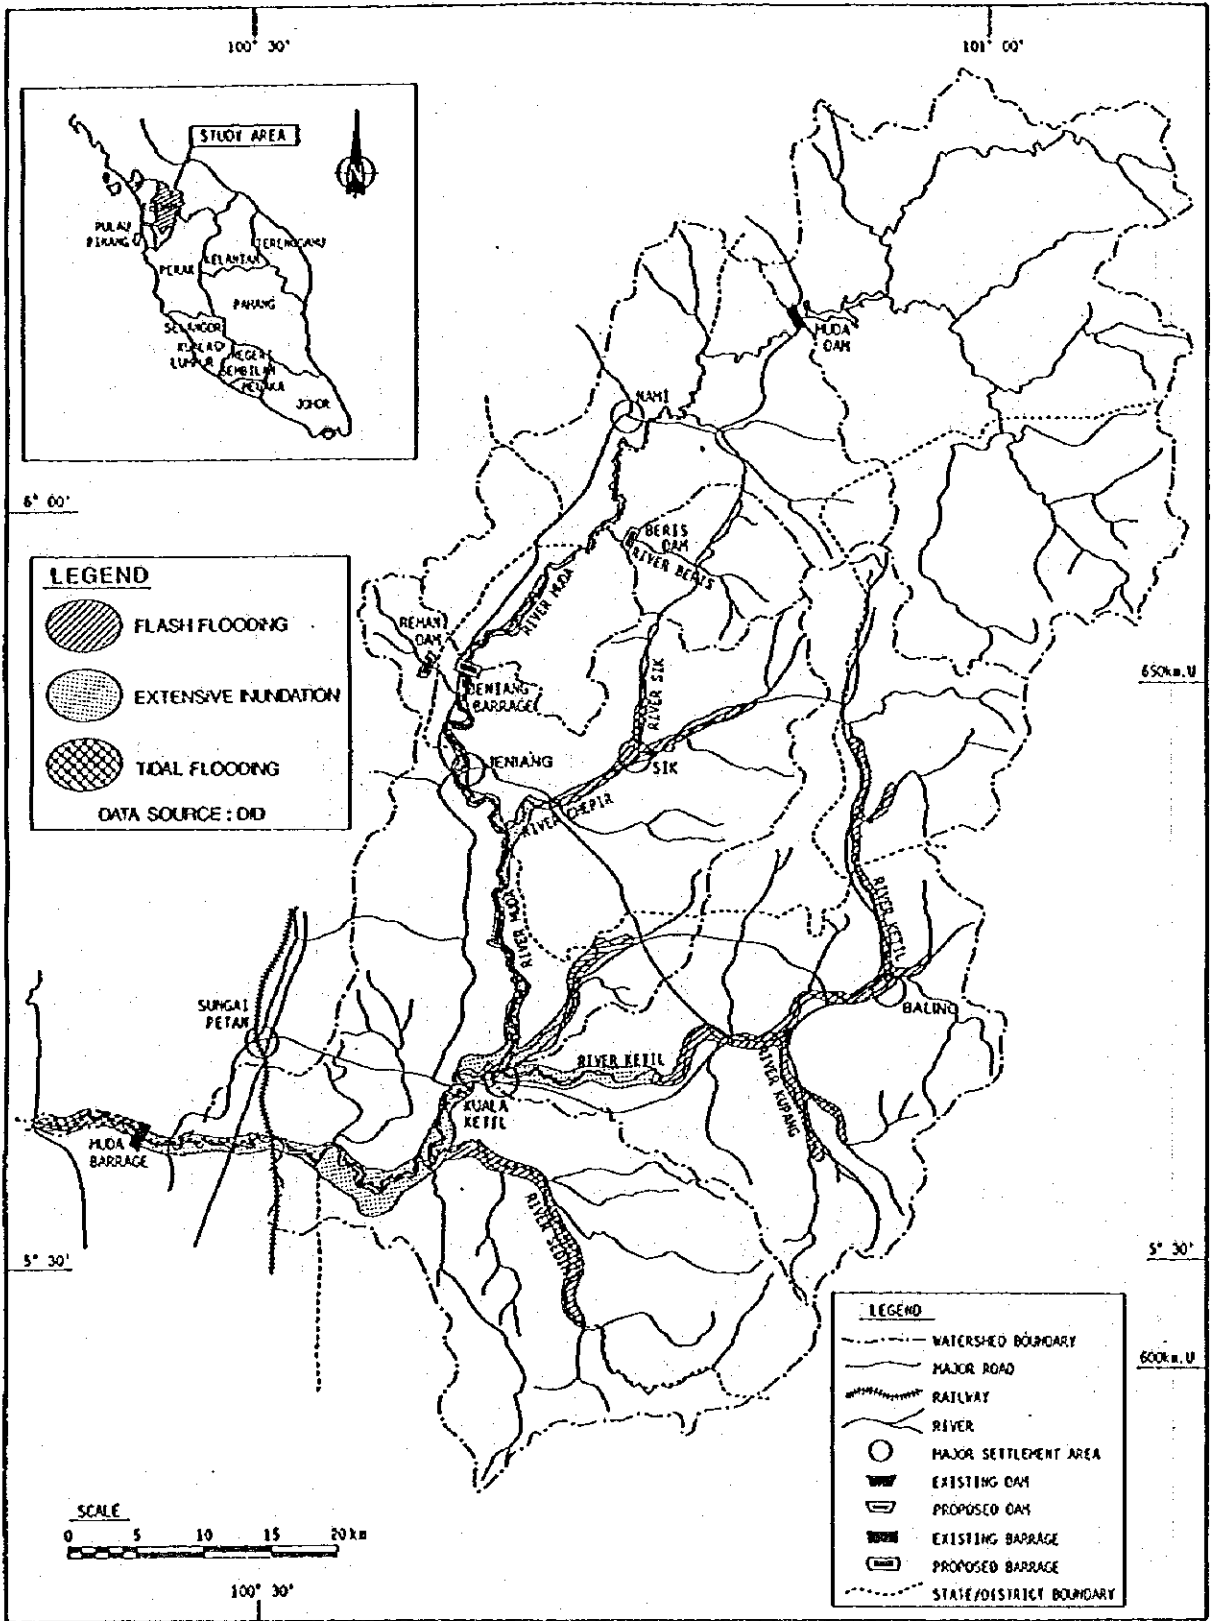 100° 30'
101° 00'
STUDY AREA
N
PULAU
PINANG
PERAK
KELANTAN
TERENGGANU
PAHANG
SELANGOR
KUALA
LUMPUR
NEGERI
SEMBILAN
MELAKA
JOHOR
MUDA
DAM
NAMI
6° 00'
BERIS
DAM
RIVER BERIS
RIVER MUDA
LEGEND
FLASH FLOODING
EXTENSIVE INUNDATION
TIDAL FLOODING
DATA SOURCE : DID
REMAN
DAM
JENIANG
BARRAGE
RIVER SIK
650km.U
JENIANG
SIK
RIVER CHEPIR
RIVER MUDA
RIVER KETIL
SUNGAI
PETANI
BALING
RIVER KETIL
KUALA
KETIL
RIVER KUPANG
MUDA
BARRAGE
RIVER SEDIM
5° 30'
5° 30'
600km.U
LEGEND
WATERSHED BOUNDARY
MAJOR ROAD
RAILWAY
RIVER
MAJOR SETTLEMENT AREA
EXISTING DAM
PROPOSED DAM
EXISTING BARRAGE
PROPOSED BARRAGE
STATE/DISTRICT BOUNDARY
SCALE
0 5 10 15 20 km
100° 30'